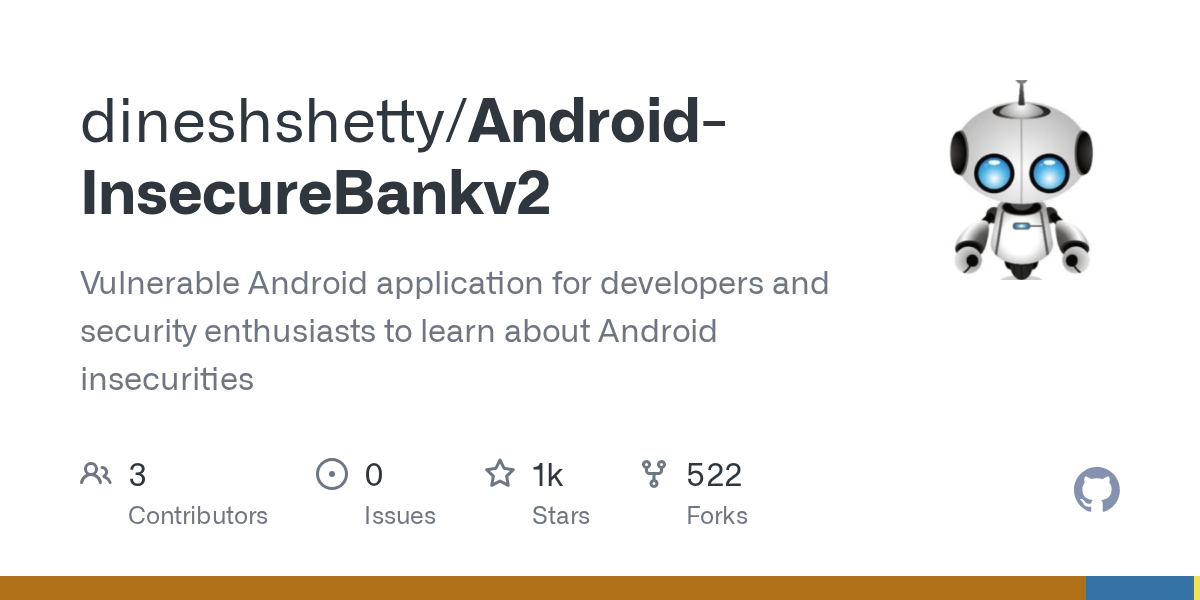 dineshshetty/Android-
InsecureBankv2
Vulnerable Android application for developers and
security enthusiasts to learn about Android
insecurities
3 0 1k 522
Contributors Issues Stars Forks